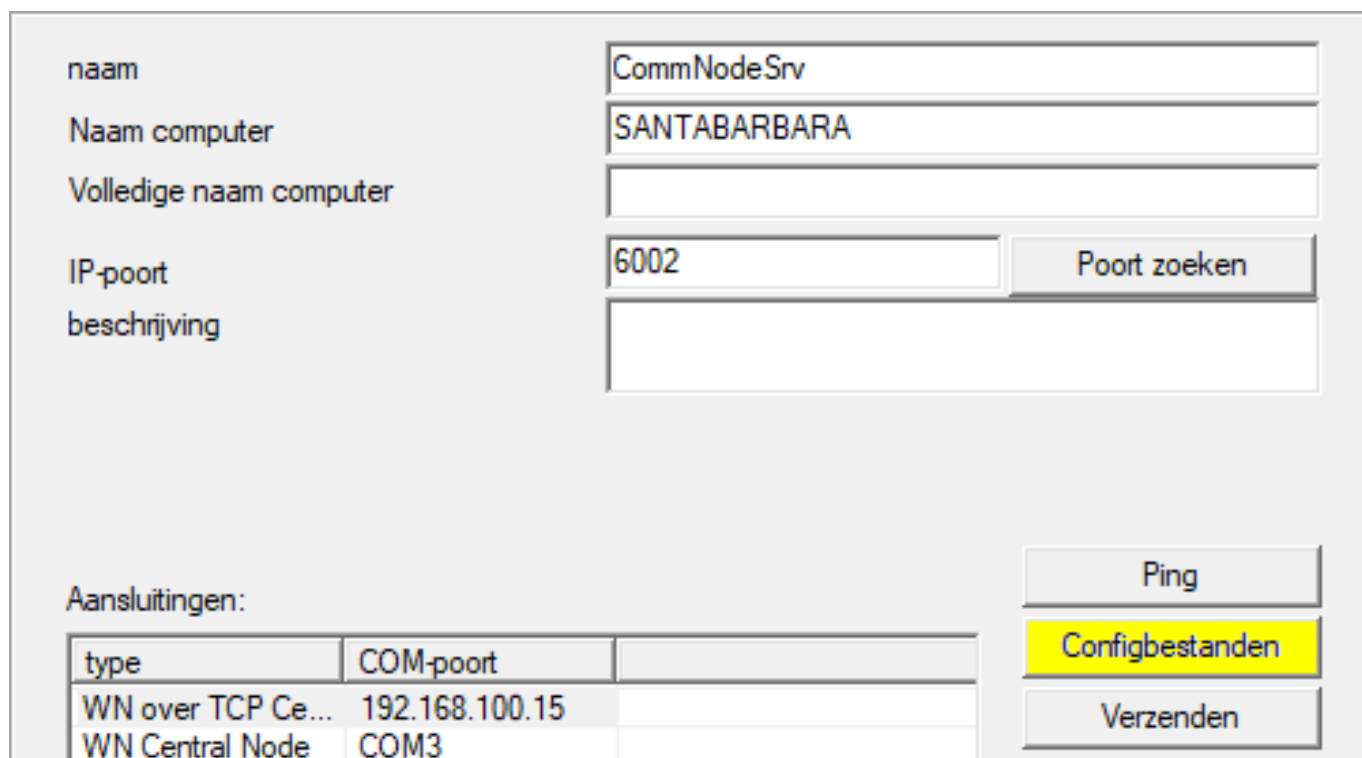 naam CommNodeSrv
Naam computer SANTABARBARA
Volledige naam computer
IP-poort 6002 Poort zoeken
beschrijving
Ping
Aansluitingen:
Configbestanden
type COM-poort
WN over TCP Ce... 192.168.100.15
Verzenden
WN Central Node COM3